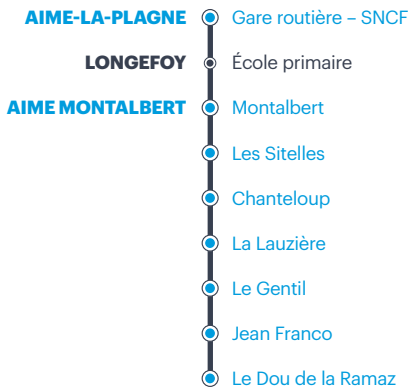 AIME-LA-PLAGNE Gare routière – SNCF
LONGEFOY École primaire
AIME MONTALBERT Montalbert
Les Sitelles
Chanteloup
La Lauzière
Le Gentil
Jean Franco
Le Dou de la Ramaz